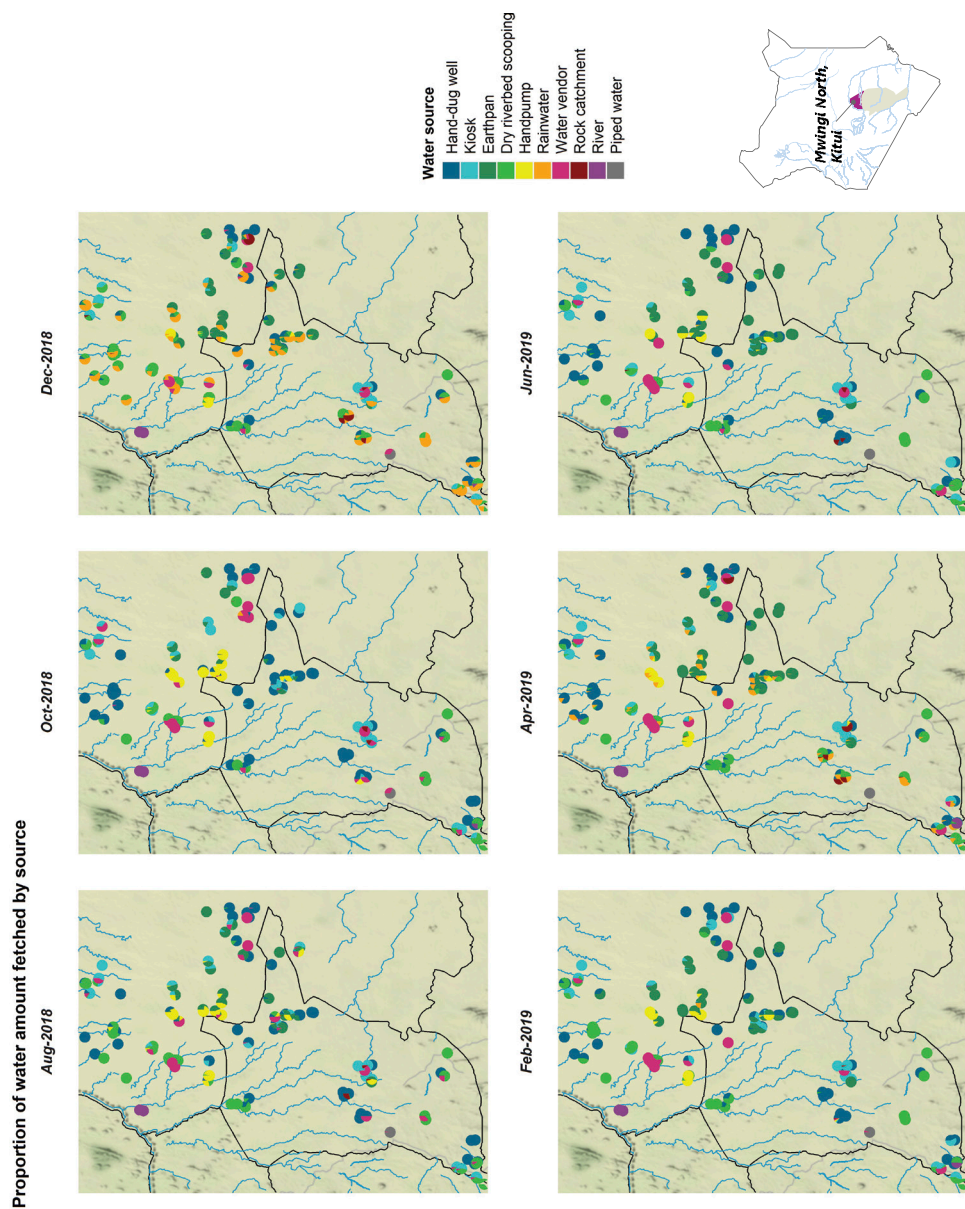 Proportion of water amount fetched by source
Aug-2018
Oct-2018
Dec-2018
Feb-2019
Apr-2019
Jun-2019
Water source
Hand-dug well
Kiosk
Earthpan
Dry riverbed scooping
Handpump
Rainwater
Water vendor
Rock catchment
River
Piped water
Mwingi North,
Kitui